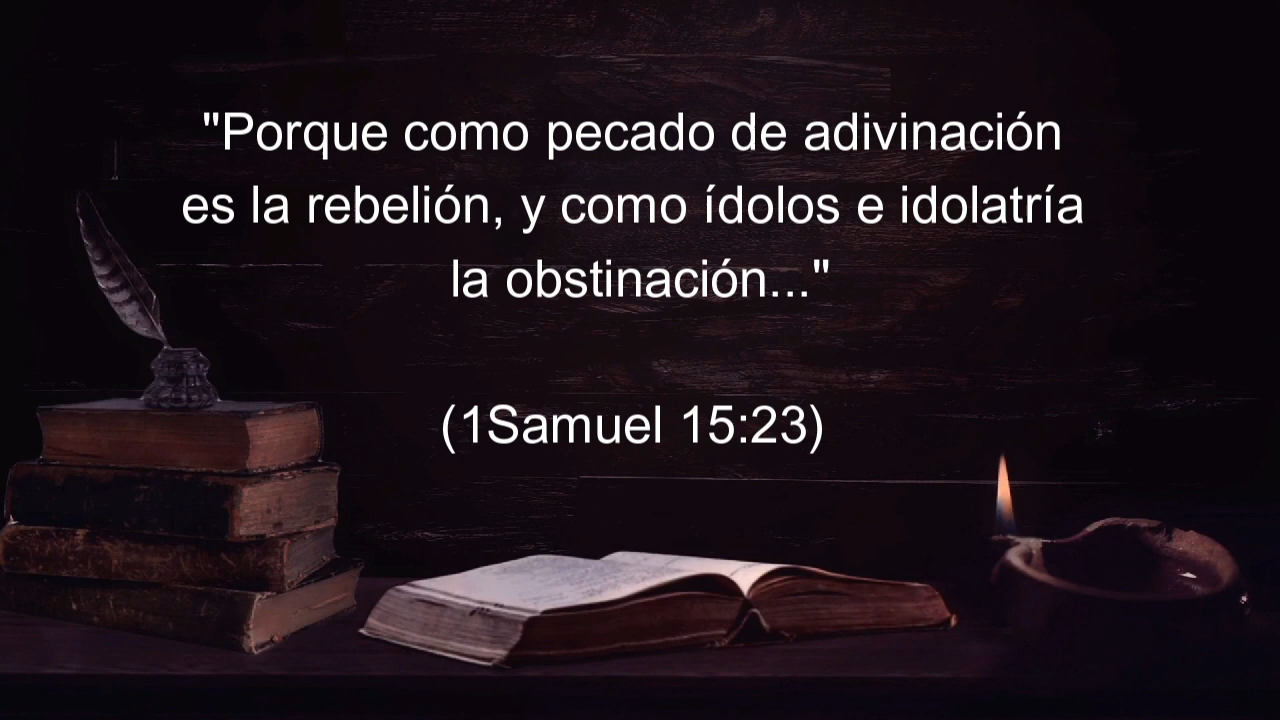 "Porque como pecado de adivinación
es la rebelión, y como ídolos e idolatría
la obstinación..."
(1Samuel 15:23)